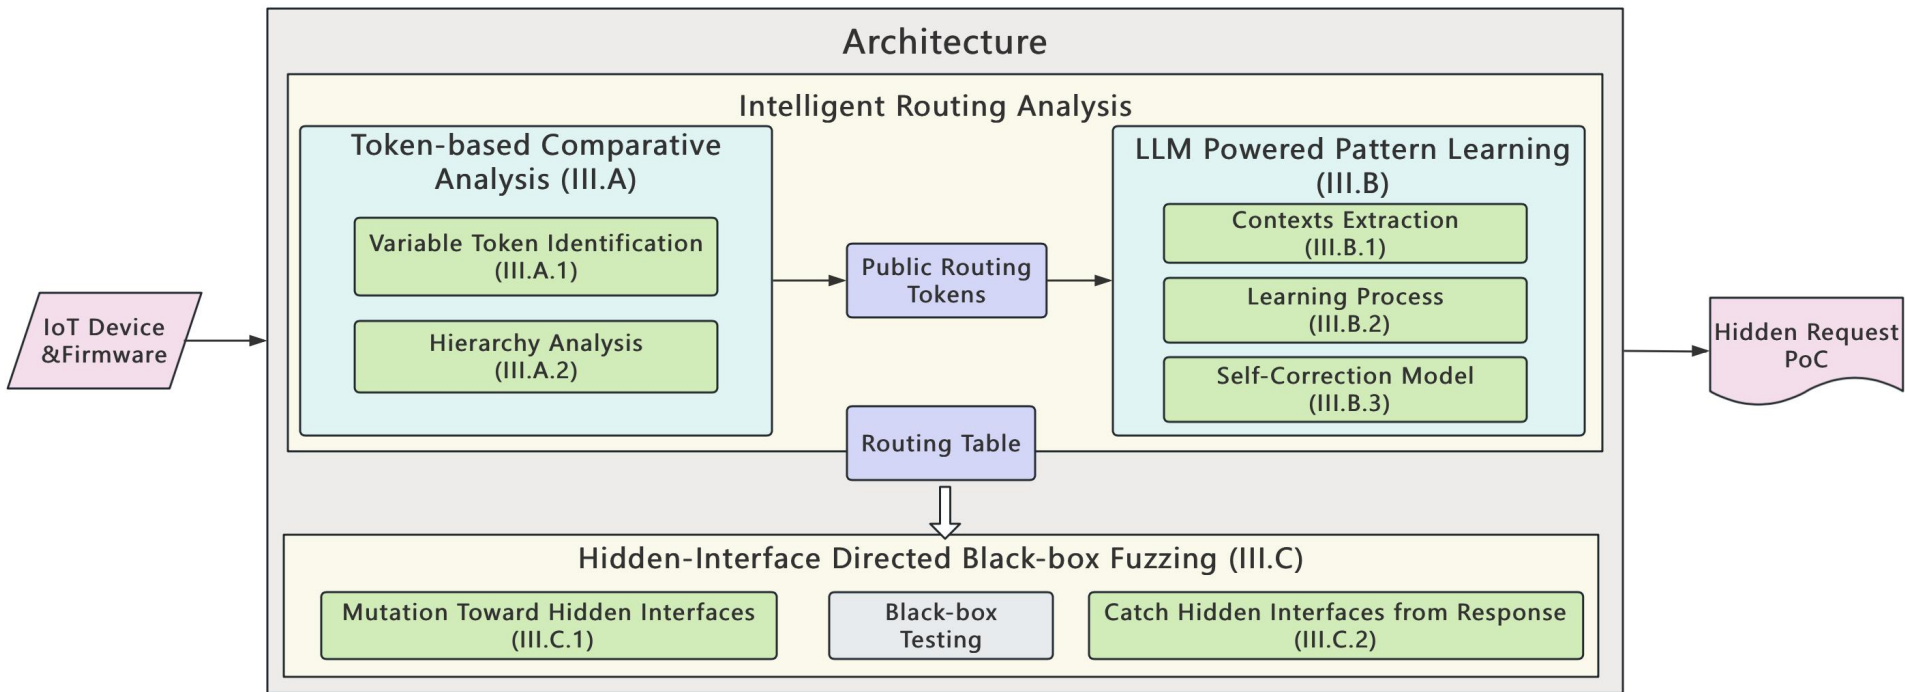 Architecture
Intelligent Routing Analysis
Token-based Comparative
Analysis (III.A)
Variable Token Identification
(III.A.1)
Hierarchy Analysis
(III.A.2)
Public Routing
Tokens
LLM Powered Pattern Learning
(III.B)
Contexts Extraction
(III.B.1)
Learning Process
(III.B.2)
Self-Correction Model
(III.B.3)
IoT Device
&Firmware
Hidden Request
PoC
Routing Table
Hidden-Interface Directed Black-box Fuzzing (III.C)
Mutation Toward Hidden Interfaces
(III.C.1)
Black-box
Testing
Catch Hidden Interfaces from Response
(III.C.2)